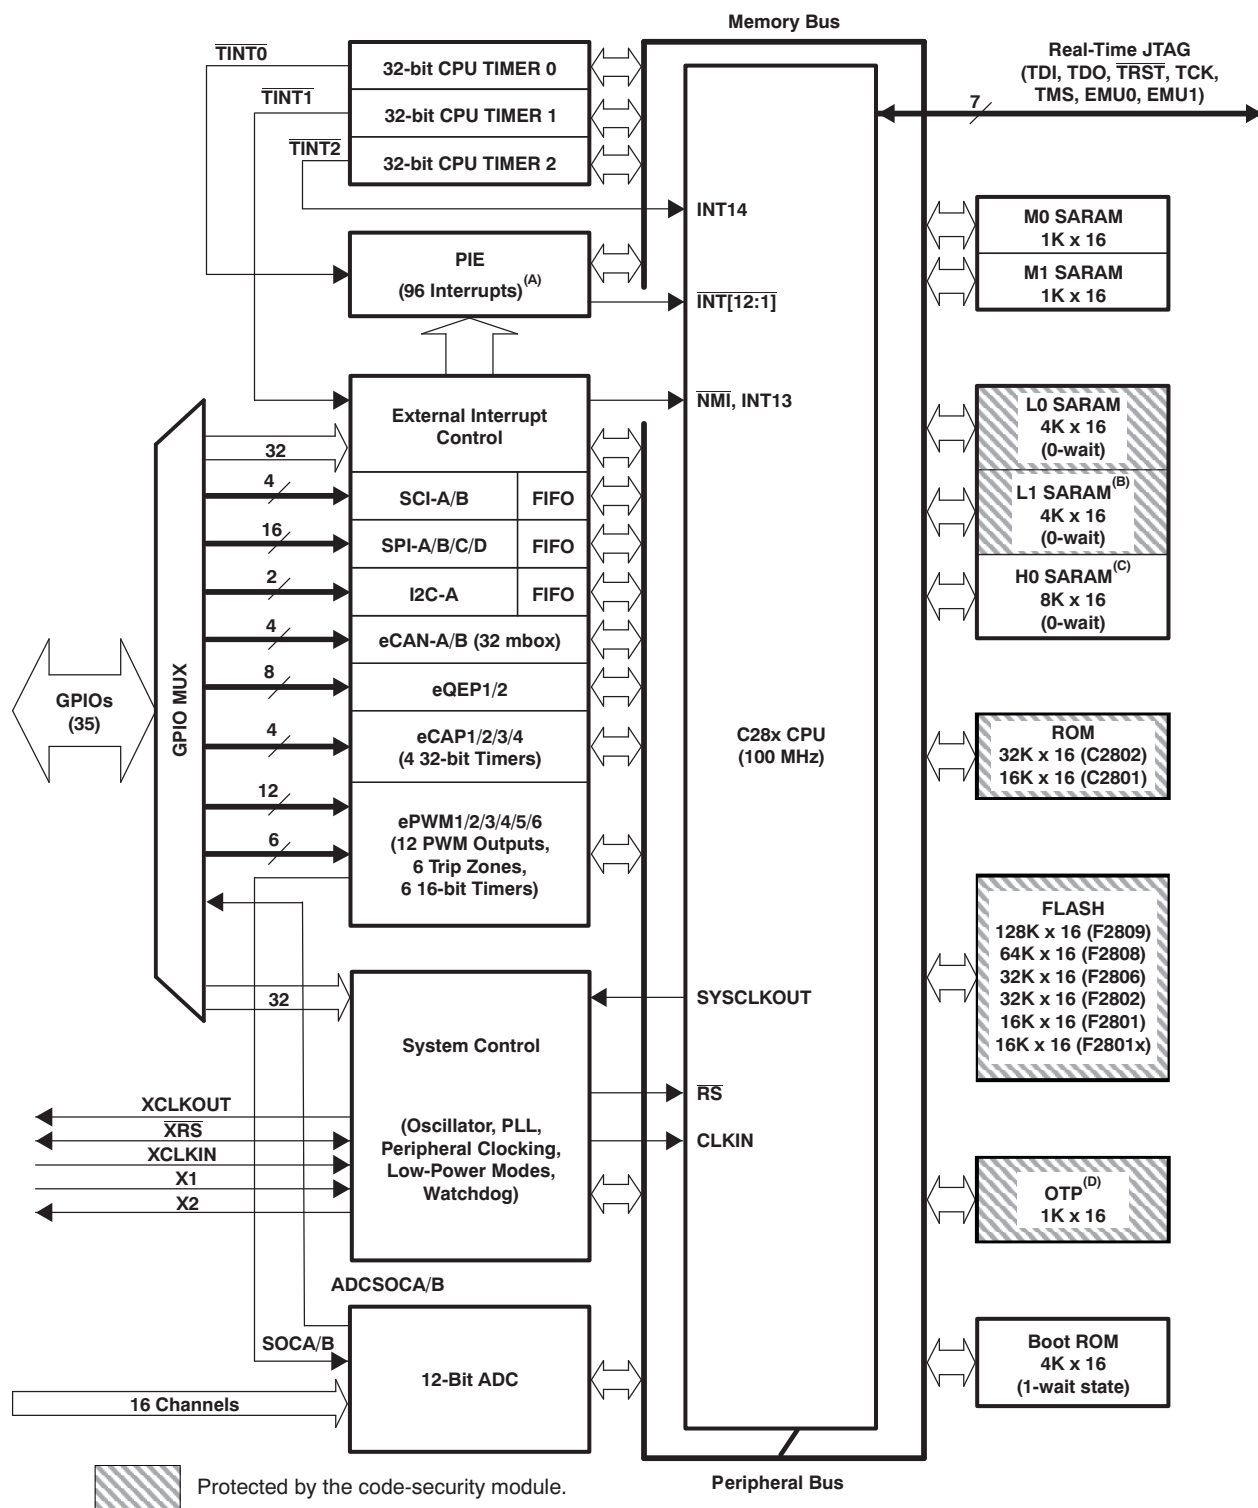 Memory Bus
TINT0
32-bit CPU TIMER 0
TINT1
32-bit CPU TIMER 1
TINT2
32-bit CPU TIMER 2
Real-Time JTAG
(TDI, TDO, TRST, TCK,
TMS, EMU0, EMU1)
7
INT14
PIE
(96 Interrupts)(A)
INT[12:1]
M0 SARAM
1K x 16
M1 SARAM
1K x 16
External Interrupt
Control
NMI, INT13
32
4
SCI-A/B
FIFO
16
SPI-A/B/C/D
FIFO
2
I2C-A
FIFO
4
eCAN-A/B (32 mbox)
8
eQEP1/2
4
eCAP1/2/3/4
(4 32-bit Timers)
12
6
ePWM1/2/3/4/5/6
(12 PWM Outputs,
6 Trip Zones,
6 16-bit Timers)
GPIOs
(35)
GPIO MUX
C28x CPU
(100 MHz)
L0 SARAM
4K x 16
(0-wait)
L1 SARAM(B)
4K x 16
(0-wait)
H0 SARAM(C)
8K x 16
(0-wait)
ROM
32K x 16 (C2802)
16K x 16 (C2801)
FLASH
128K x 16 (F2809)
64K x 16 (F2808)
32K x 16 (F2806)
32K x 16 (F2802)
16K x 16 (F2801)
16K x 16 (F2801x)
32
SYSCLKOUT
System Control
(Oscillator, PLL,
Peripheral Clocking,
Low-Power Modes,
Watchdog)
RS
CLKIN
XCLKOUT
XRS
XCLKIN
X1
X2
OTP(D)
1K x 16
ADCSOCA/B
SOCA/B
12-Bit ADC
16 Channels
Boot ROM
4K x 16
(1-wait state)
Peripheral Bus
Protected by the code-security module.